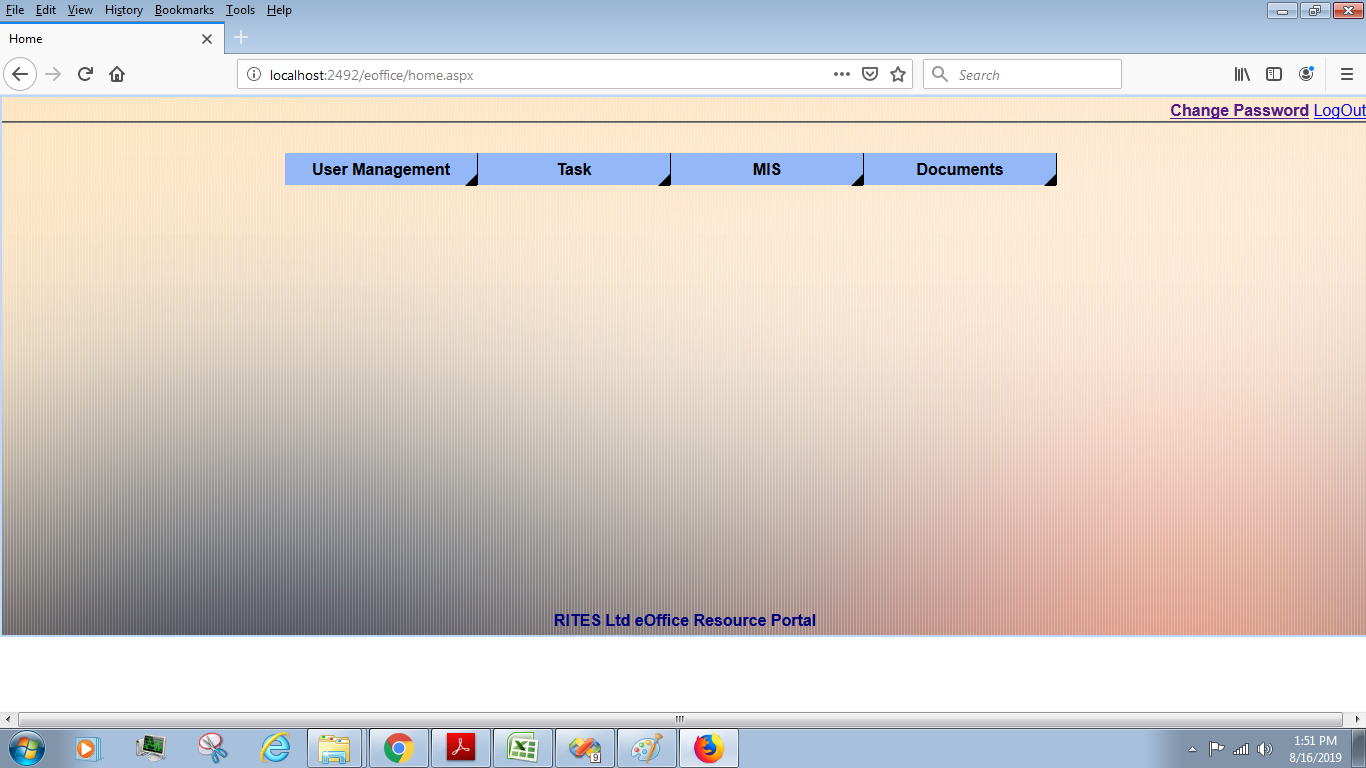 File Edit View History Bookmarks Tools Help
Home
localhost:2492/eoffice/home.aspx
Search
Change Password LogOut
User Management Task MIS Documents
RITES Ltd eOffice Resource Portal
9
1:51 PM
8/16/2019